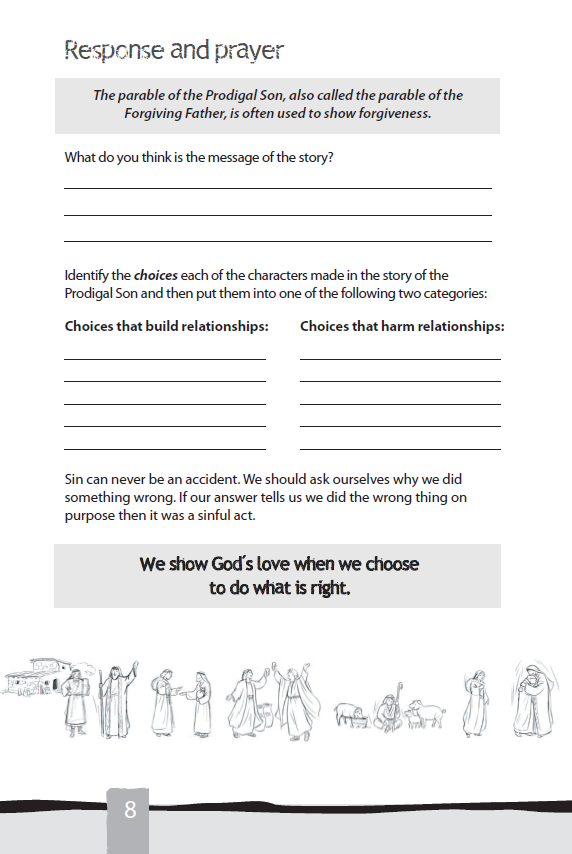 Response and prayer
The parable of the Prodigal Son, also called the parable of the
Forgiving Father, is often used to show forgiveness.
What do you think is the message of the story?
Identify the choices each of the characters made in the story of the
Prodigal Son and then put them into one of the following two categories:
Choices that build relationships:
Choices that harm relationships:
Sin can never be an accident. We should ask ourselves why we did
something wrong. If our answer tells us we did the wrong thing on
purpose then it was a sinful act.
We show God's love when we choose
to do what is right.
8